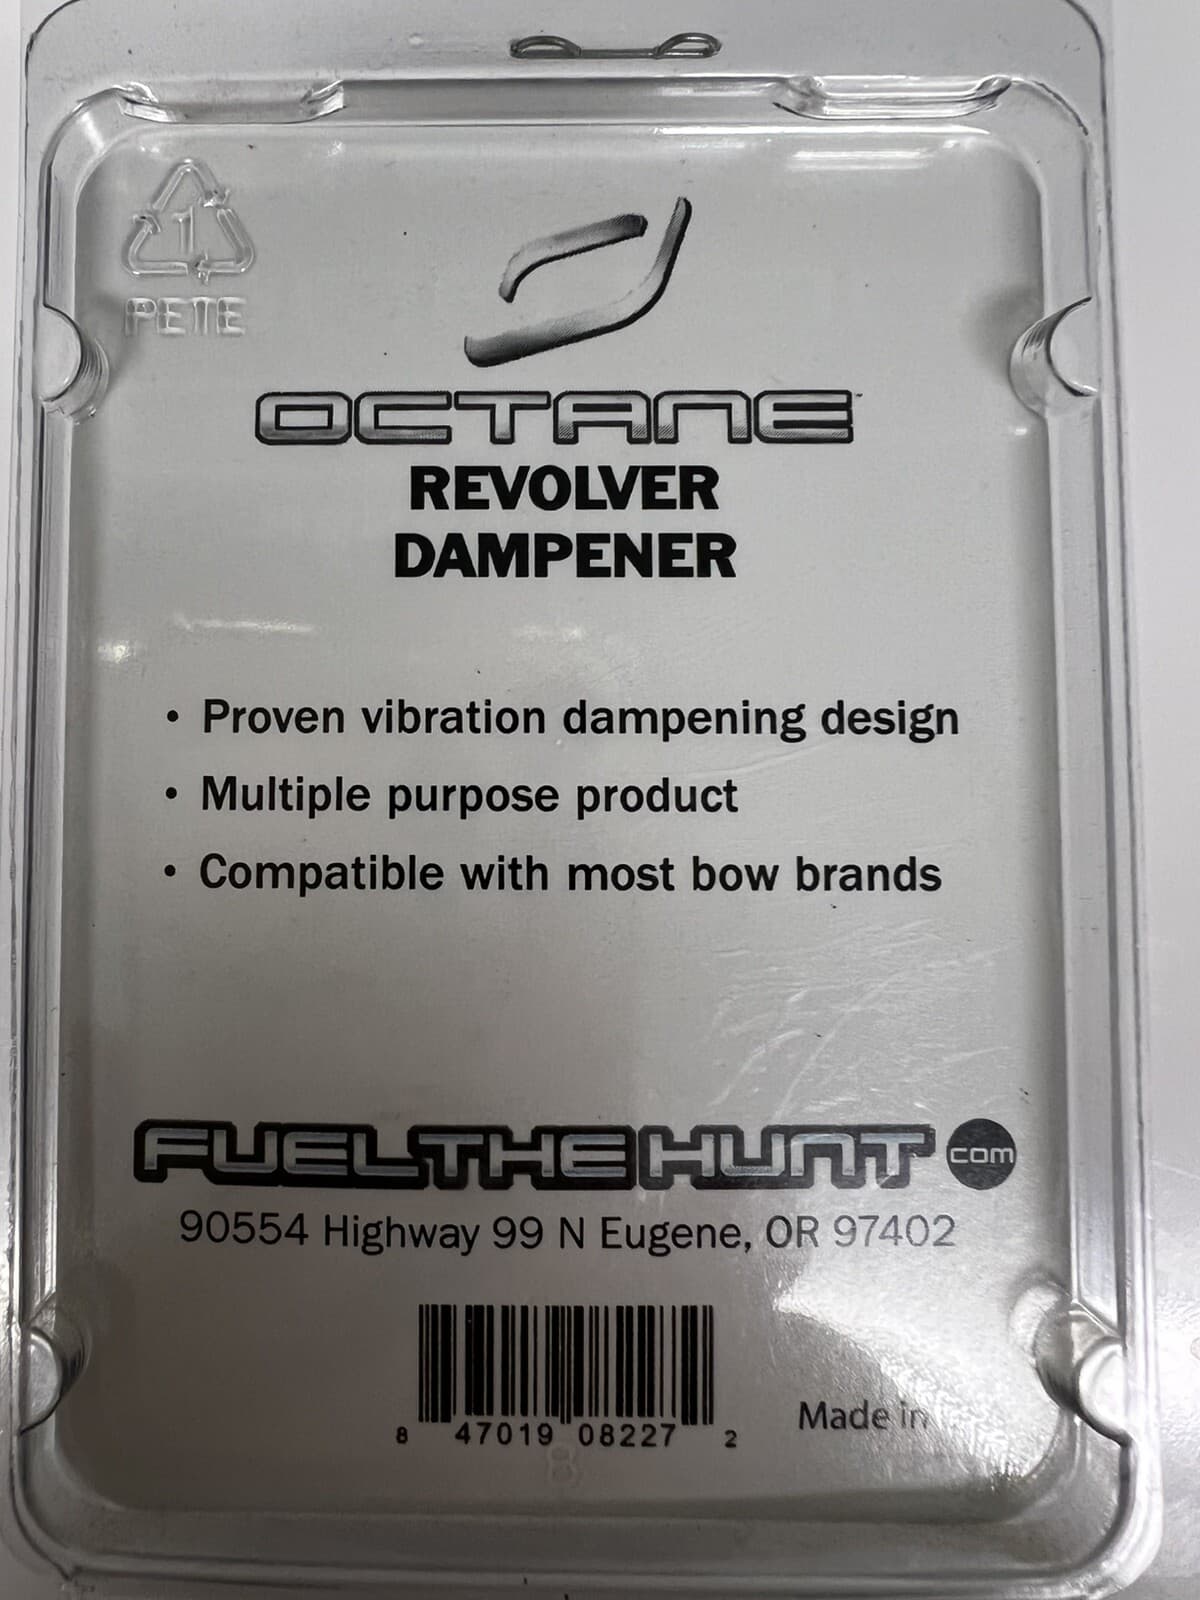 1
PETE
OCTANE
REVOLVER
DAMPENER
• Proven vibration dampening design
• Multiple purpose product
• Compatible with most bow brands
FUELTHEHUNT com
90554 Highway 99 N Eugene, OR 97402
8 47019 08227 2
Made in